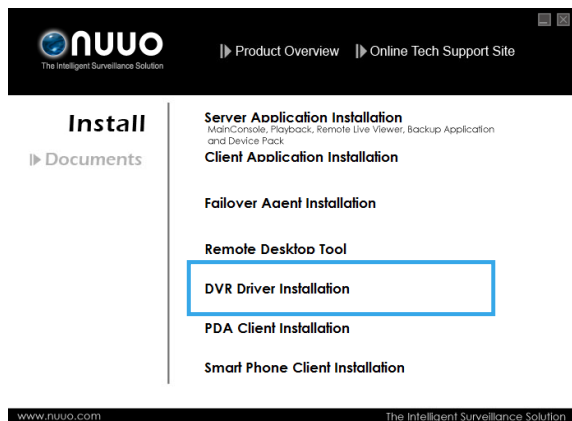 nuuo
The Intelligent Surveillance Solution
Product Overview
Online Tech Support Site
Install
Documents
Server Application Installation
MainConsole, Playback, Remote Live Viewer, Backup Application
and Device Pack
Client Application Installation
Failover Agent Installation
Remote Desktop Tool
DVR Driver Installation
PDA Client Installation
Smart Phone Client Installation
www.nuuo.com
The Intelligent Surveillance Solution